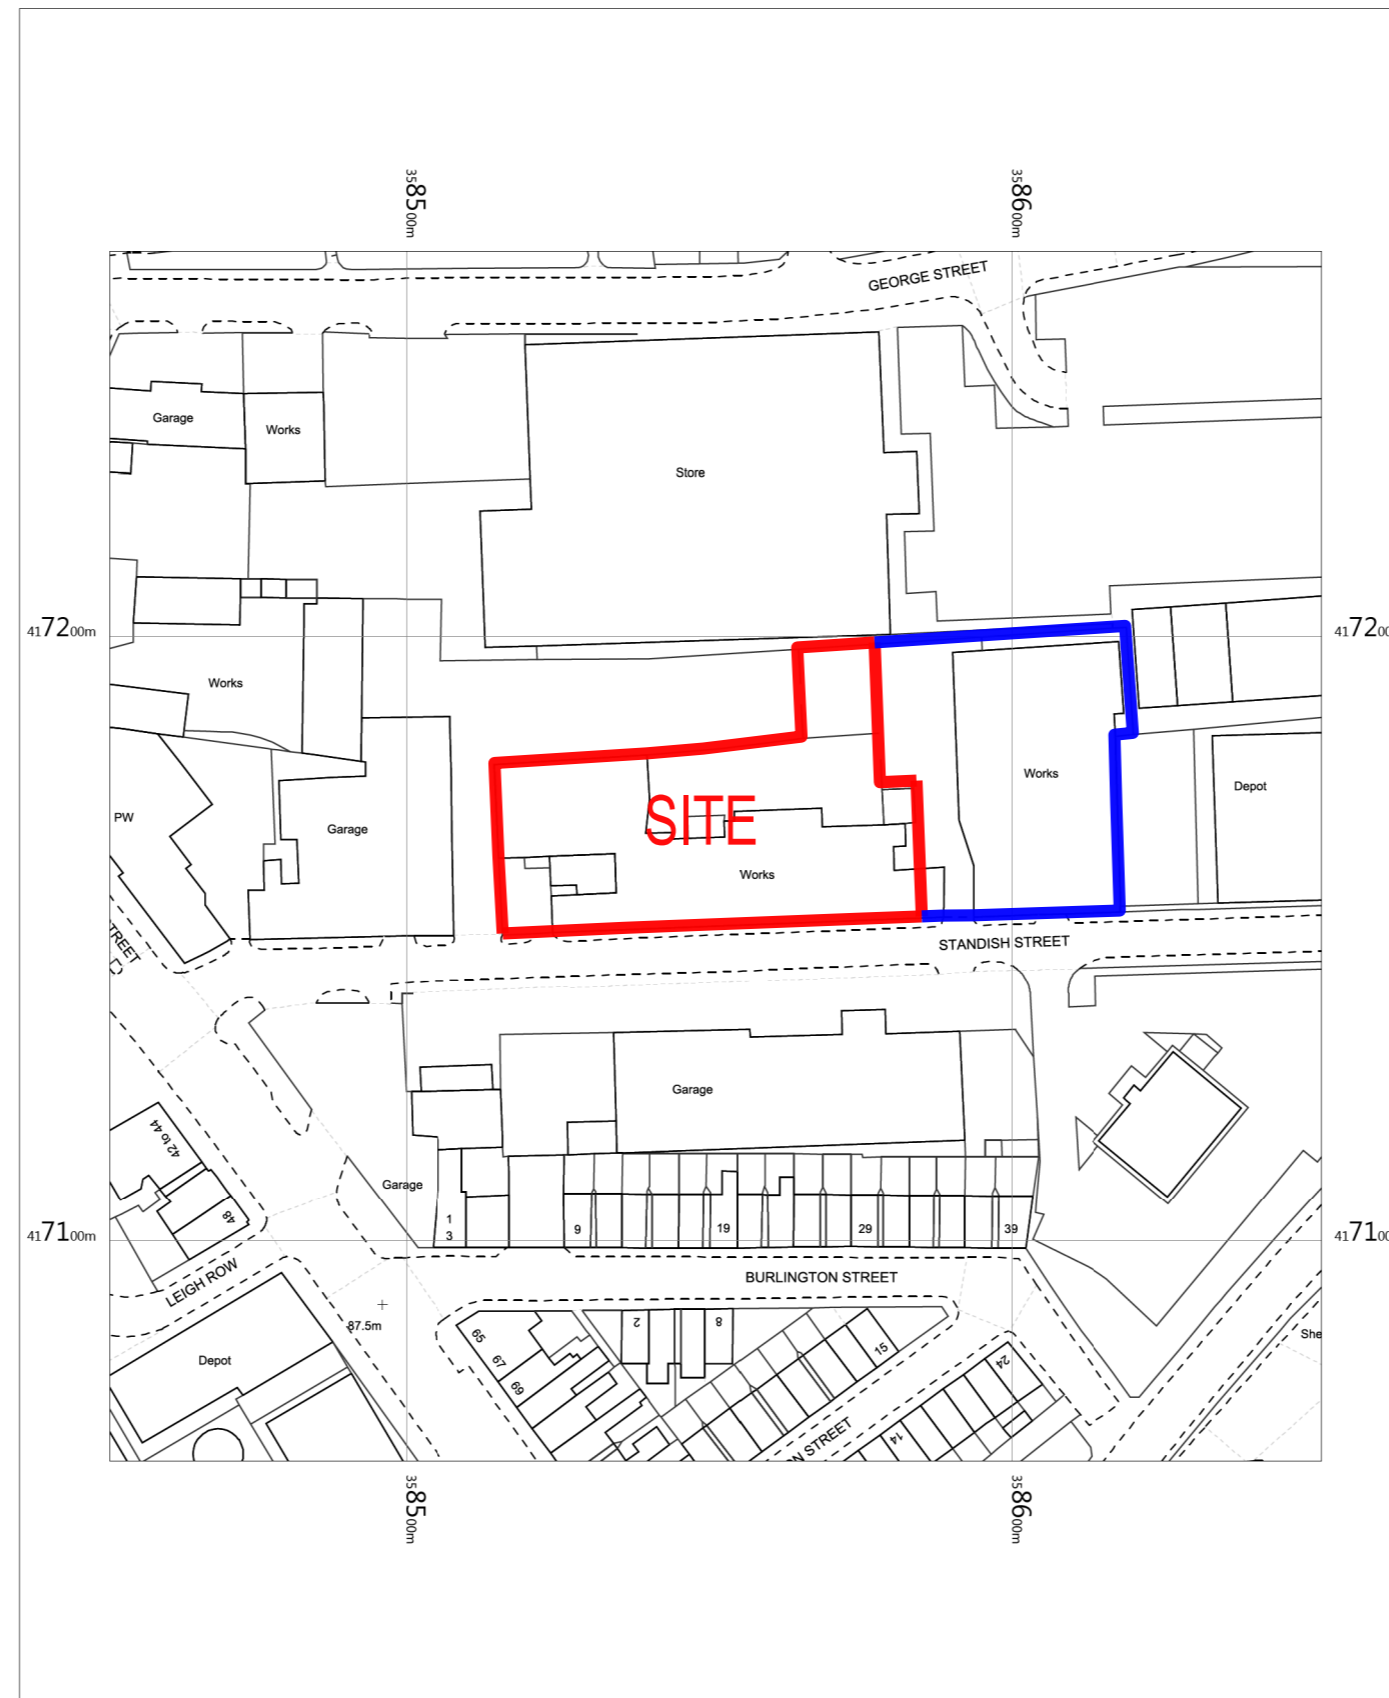 3585 00m
3586 00m
GEORGE STREET
Garage
Works
Store
4172 00m
4172 00
Works
SITE
Works
Depot
PW
Garage
Works
STANDISH STREET
TREET
Garage
42 to 44
48
Garage
1
3
9
19
29
39
4171 00m
4171 00
LEIGH ROW
BURLINGTON STREET
87.5m
65
67
69
2
8
15
24
14
She
Depot
ON STREET
3585 00m
3586 00m